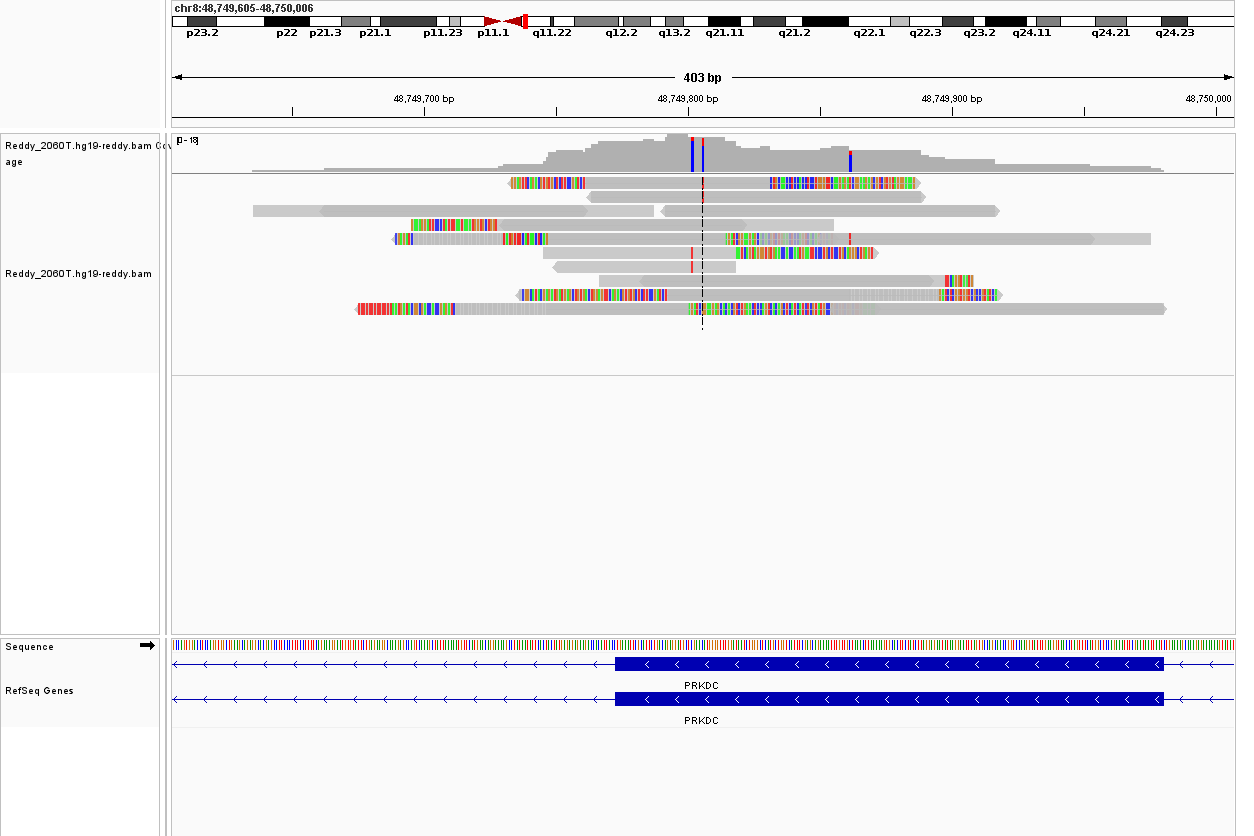 chr8:48,749,605-48,750,006
p23.2 p22 p21.3 p21.1 p11.23 p11.1 q11.22 q12.2 q13.2 q21.11 q21.2 q22.1 q22.3 q23.2 q24.11 q24.21 q24.23
403 bp
48,749,700 bp 48,749,800 bp 48,749,900 bp 48,750,000
[0 - 18]
Reddy_2060T.hg19-reddy.bam Cov
age
Reddy_2060T.hg19-reddy.bam
Sequence
PRKDC
RefSeq Genes
PRKDC